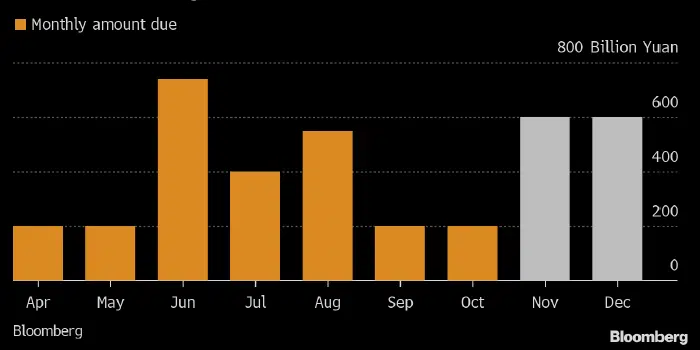 Monthly amount due
800 Billion Yuan
600
400
200
0
Apr May Jun Jul Aug Sep Oct Nov Dec
Bloomberg
Bloomberg